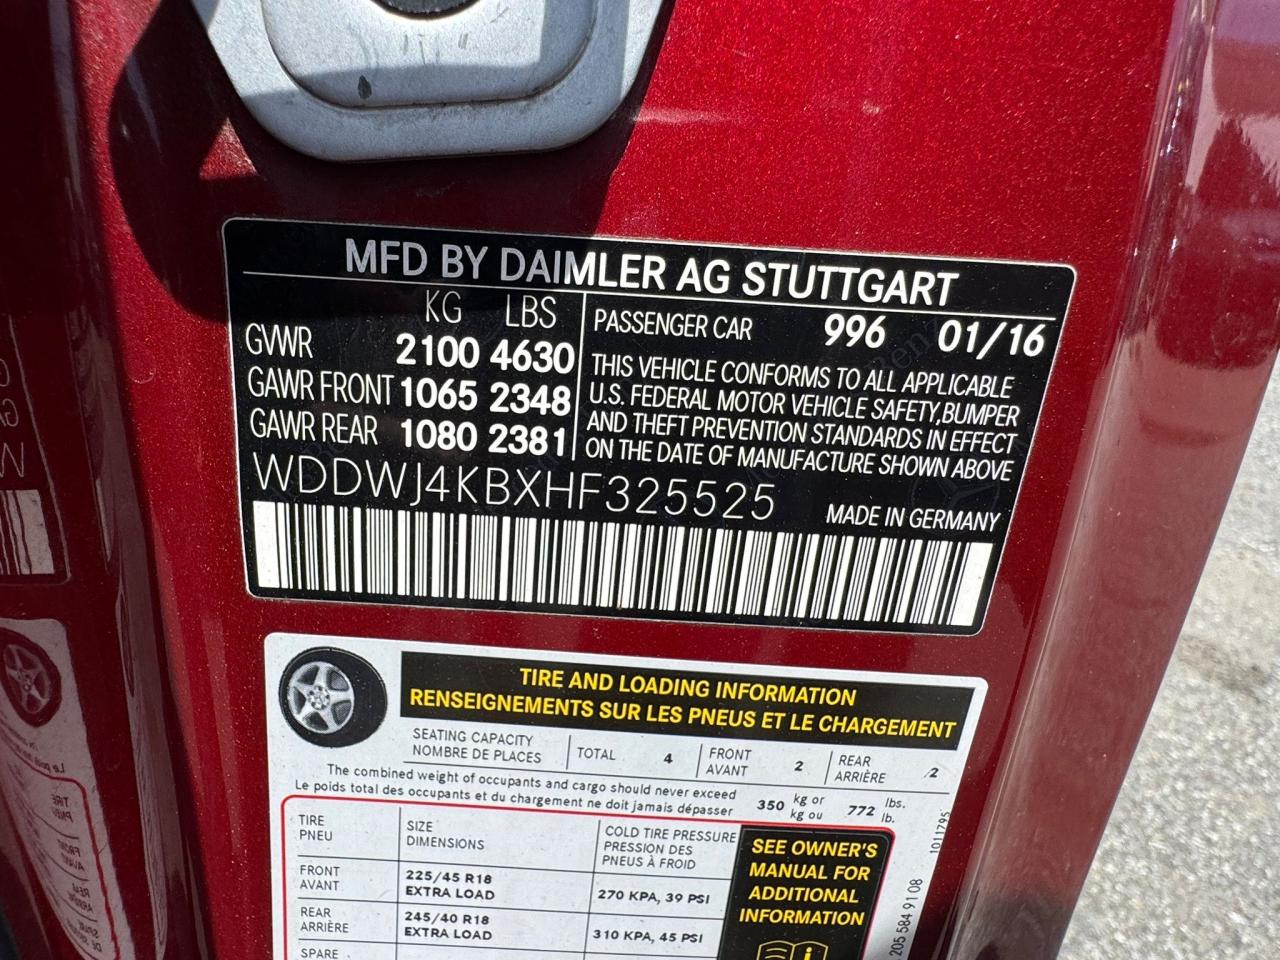 MFD BY DAIMLER AG STUTTGART
KG LBS
GVWR 2100 4630
GAWR FRONT 1065 2348
GAWR REAR 1080 2381
PASSENGER CAR 996 01/16
THIS VEHICLE CONFORMS TO ALL APPLICABLE
U.S. FEDERAL MOTOR VEHICLE SAFETY, BUMPER
AND THEFT PREVENTION STANDARDS IN EFFECT
ON THE DATE OF MANUFACTURE SHOWN ABOVE
WDDWJ4KBXHF325525
MADE IN GERMANY
TIRE AND LOADING INFORMATION
RENSEIGNEMENTS SUR LES PNEUS ET LE CHARGEMENT
SEATING CAPACITY
NOMBRE DE PLACES
TOTAL 4
FRONT
AVANT
2
REAR
ARRIÈRE
2
The combined weight of occupants and cargo should never exceed
Le poids total des occupants et du chargement ne doit jamais dépasser
350 kg or
kg ou
772 lbs.
lb.
TIRE
PNEU
SIZE
DIMENSIONS
COLD TIRE PRESSURE
PRESSION DES
PNEUS À FROID
FRONT
AVANT
225/45 R18
EXTRA LOAD
270 KPA, 39 PSI
REAR
ARRIÈRE
245/40 R18
EXTRA LOAD
310 KPA, 45 PSI
SPARE
SEE OWNER'S
MANUAL FOR
ADDITIONAL
INFORMATION
1011795
205 584 91 08